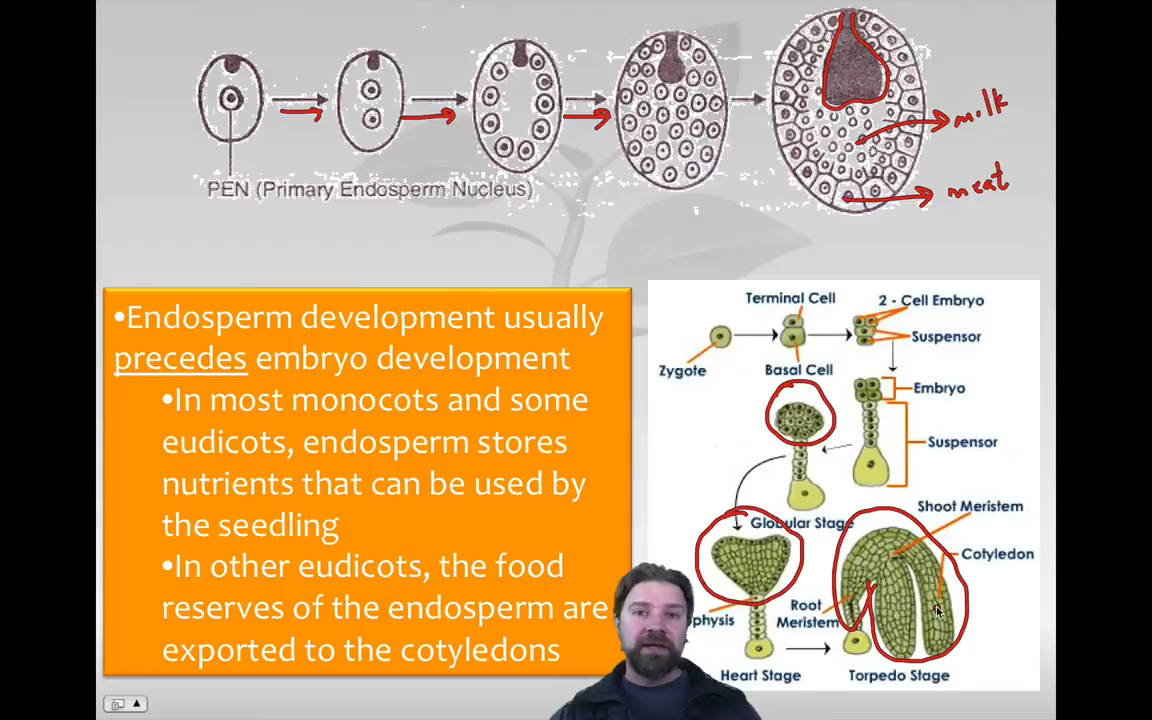 milk
meat
PEN (Primary Endosperm Nucleus)
•Endosperm development usually
precedes embryo development
•In most monocots and some
eudicots, endosperm stores
nutrients that can be used by
the seedling
•In other eudicots, the food
reserves of the endosperm are
exported to the cotyledons
Terminal Cell
2 - Cell Embryo
Suspensor
Zygote
Basal Cell
Embryo
Suspensor
Globular Stage
Shoot Meristem
Cotyledon
Root
Meristem
physis
Heart Stage
Torpedo Stage